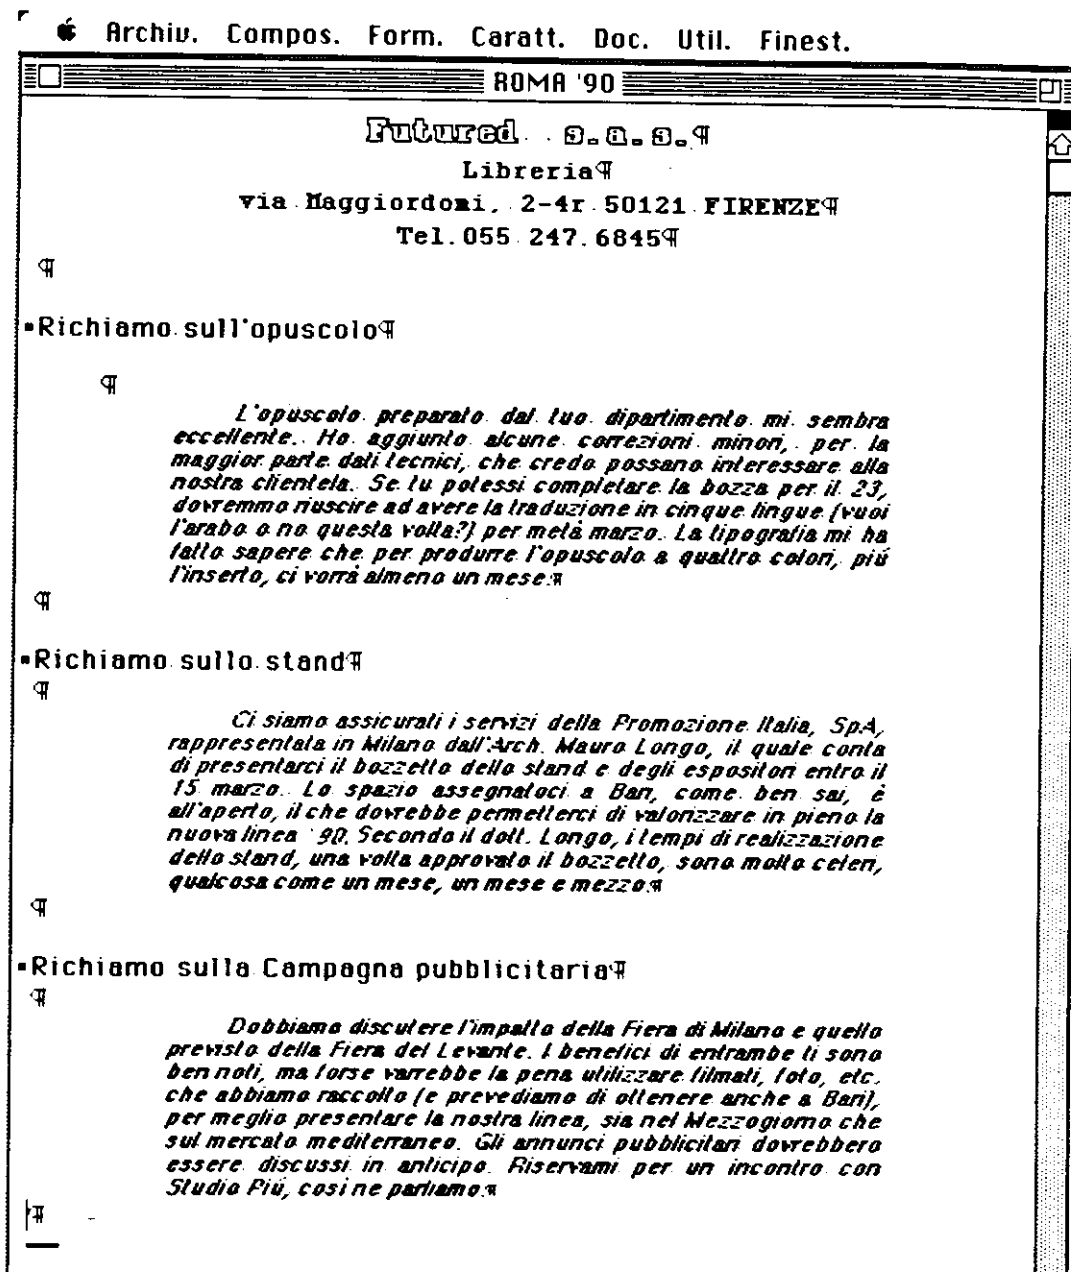 Archiv. Compos. Form. Caratt. Doc. Util. Finest.
ROMA '90
Futured s.a.s.¶
Libreria¶
via Maggiordomi, 2-4r 50121 FIRENZE¶
Tel.055 247.6845¶
¶
▪Richiamo sull'opuscolo¶
¶
L'opuscolo preparato dal tuo dipartimento mi sembra
eccellente. Ho aggiunto alcune correzioni minori, per la
maggior parte dati tecnici, che credo possano interessare alla
nostra clientela. Se tu potessi completare la bozza per il 23,
dovremmo riuscire ad avere la traduzione in cinque lingue (vuoi
l'arabo o no questa volta?) per metà marzo. La tipografia mi ha
fatto sapere che per produrre l'opuscolo a quattro colori, piú
l'inserto, ci vorrà almeno un mese.¶
¶
▪Richiamo sullo stand¶
¶
Ci siamo assicurati i servizi della Promozione Italia, SpA,
rappresentata in Milano dall'Arch. Mauro Longo, il quale conta
di presentarci il bozzetto dello stand e degli espositori entro il
15 marzo. Lo spazio assegnatoci a Bari, come ben sai, è
all'aperto, il che dovrebbe permetterci di valorizzare in pieno la
nuova linea '90. Secondo il dott. Longo, i tempi di realizzazione
dello stand, una volta approvato il bozzetto, sono molto celeri,
qualcosa come un mese, un mese e mezzo.¶
¶
▪Richiamo sulla Campagna pubblicitaria¶
¶
Dobbiamo discutere l'impatto della Fiera di Milano e quello
previsto della Fiera del Levante. I benefici di entrambe ti sono
ben noti, ma forse varrebbe la pena utilizzare filmati, foto, etc.
che abbiamo raccolto (e prevediamo di ottenere anche a Bari),
per meglio presentare la nostra linea, sia nel Mezzogiorno che
sul mercato mediterraneo. Gli annunci pubblicitari dovrebbero
essere discussi in anticipo. Riservami per un incontro con
Studio Piú, cosí ne parliamo.¶
¶